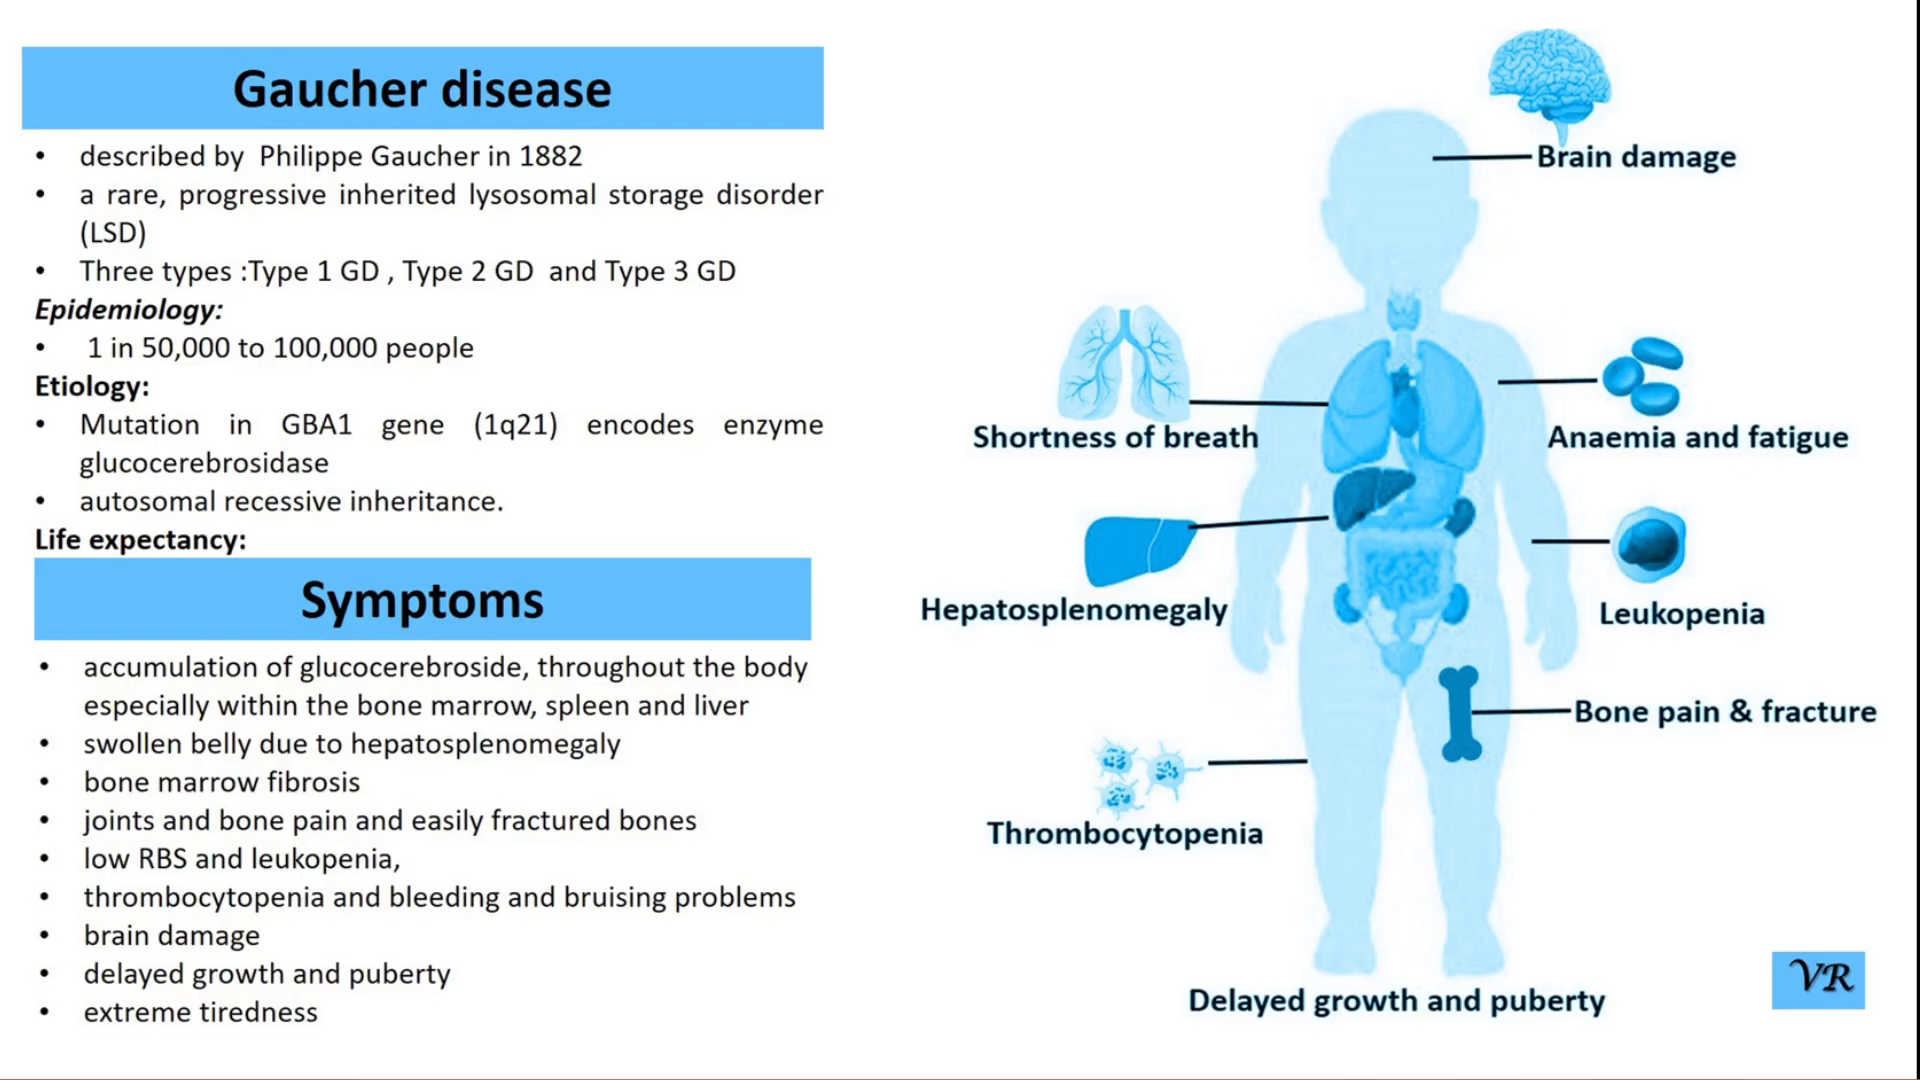 Gaucher disease
• described by Philippe Gaucher in 1882
• a rare, progressive inherited lysosomal storage disorder
(LSD)
• Three types :Type 1 GD , Type 2 GD and Type 3 GD
Epidemiology:
• 1 in 50,000 to 100,000 people
Etiology:
• Mutation in GBA1 gene (1q21) encodes enzyme
glucocerebrosidase
• autosomal recessive inheritance.
Life expectancy:
Symptoms
• accumulation of glucocerebroside, throughout the body
especially within the bone marrow, spleen and liver
• swollen belly due to hepatosplenomegaly
• bone marrow fibrosis
• joints and bone pain and easily fractured bones
• low RBS and leukopenia,
• thrombocytopenia and bleeding and bruising problems
• brain damage
• delayed growth and puberty
• extreme tiredness
Brain damage
Shortness of breath
Anaemia and fatigue
Hepatosplenomegaly
Leukopenia
Bone pain & fracture
Thrombocytopenia
Delayed growth and puberty
VR